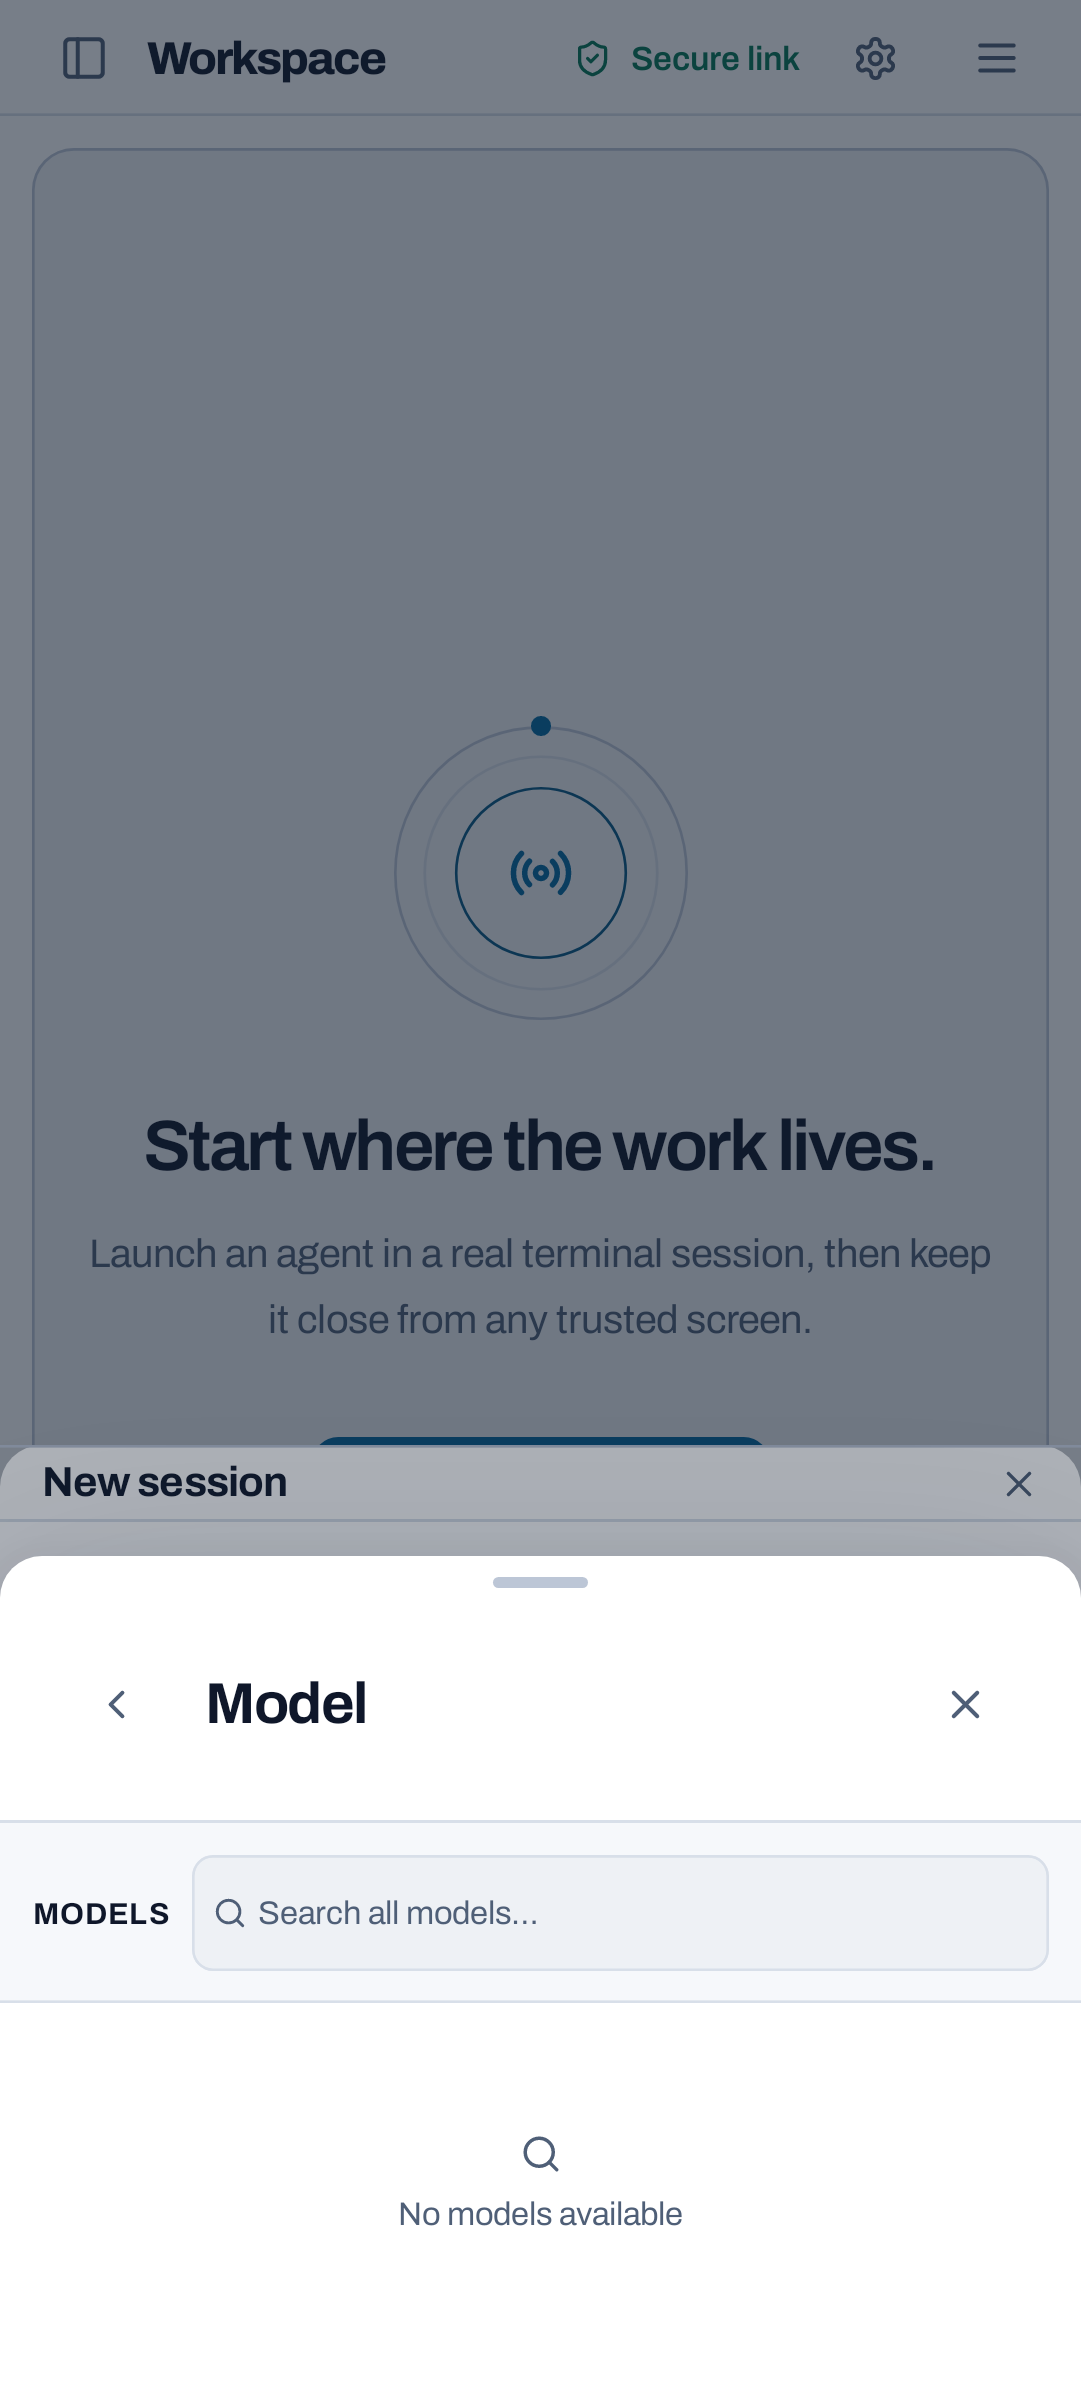 Workspace
Secure link
Start where the work lives.
Launch an agent in a real terminal session, then keep
it close from any trusted screen.
New session
Model
MODELS
Search all models...
No models available